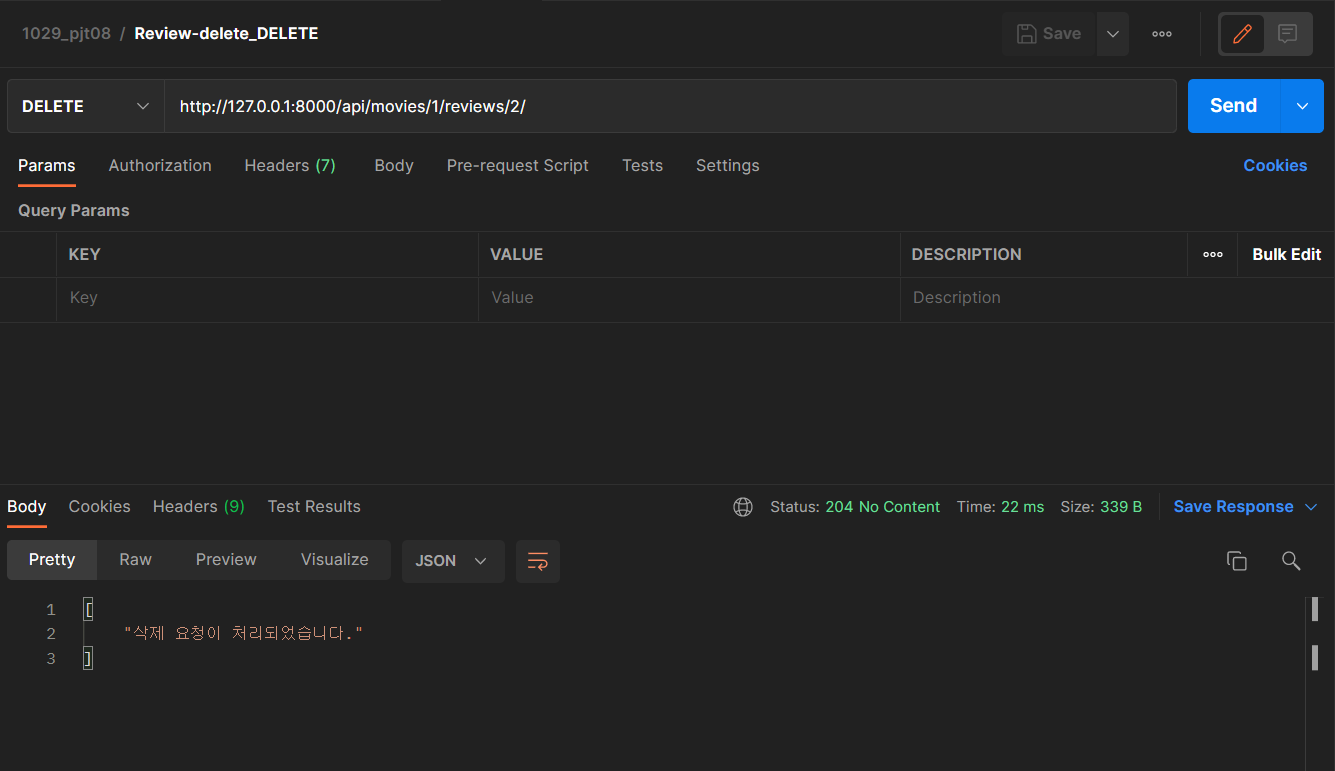 1029_pjt08 / Review-delete_DELETE
Save
DELETE
http://127.0.0.1:8000/api/movies/1/reviews/2/
Send
Params Authorization Headers (7) Body Pre-request Script Tests Settings Cookies
Query Params
KEY VALUE DESCRIPTION Bulk Edit
Key Value Description
Body Cookies Headers (9) Test Results Status: 204 No Content Time: 22 ms Size: 339 B Save Response
Pretty Raw Preview Visualize JSON
1 [
2 "삭제 요청이 처리되었습니다."
3 ]